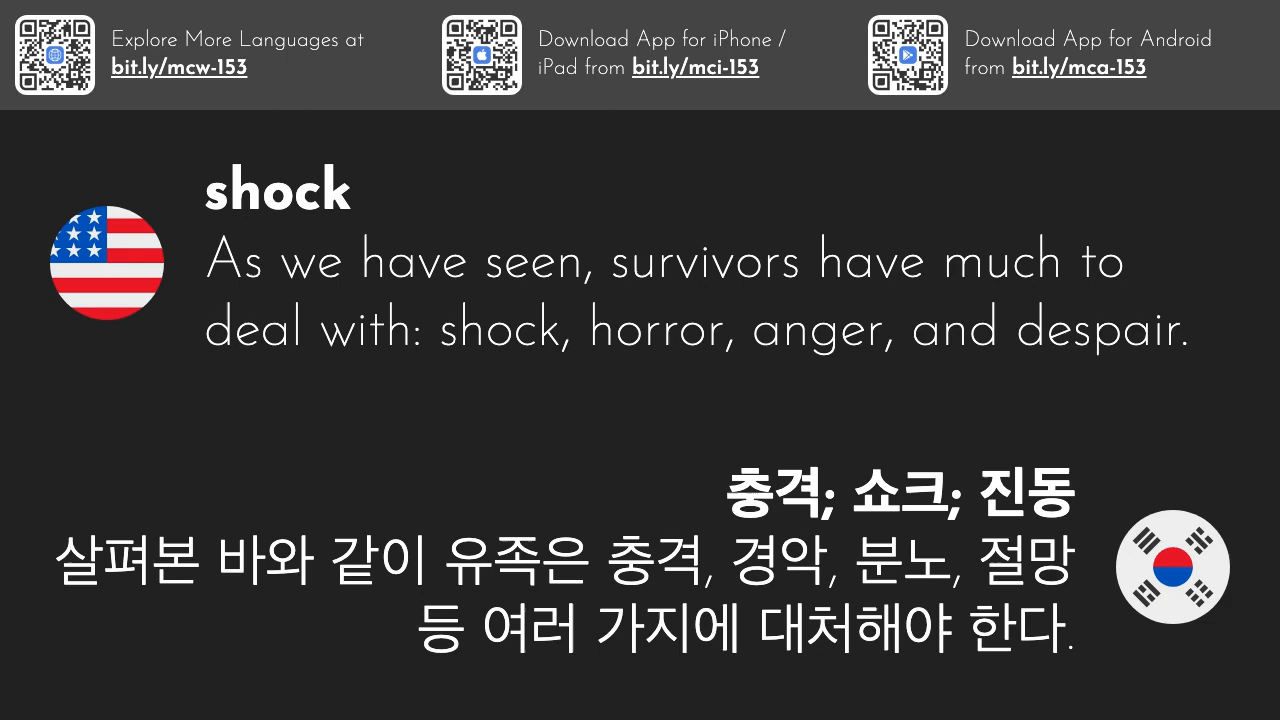 Explore More Languages at
bit.ly/mcw-153
Download App for iPhone /
iPad from bit.ly/mci-153
Download App for Android
from bit.ly/mca-153
shock
As we have seen, survivors have much to
deal with: shock, horror, anger, and despair.
충격; 쇼크; 진동
살펴본 바와 같이 유족은 충격, 경악, 분노, 절망
등 여러 가지에 대처해야 한다.